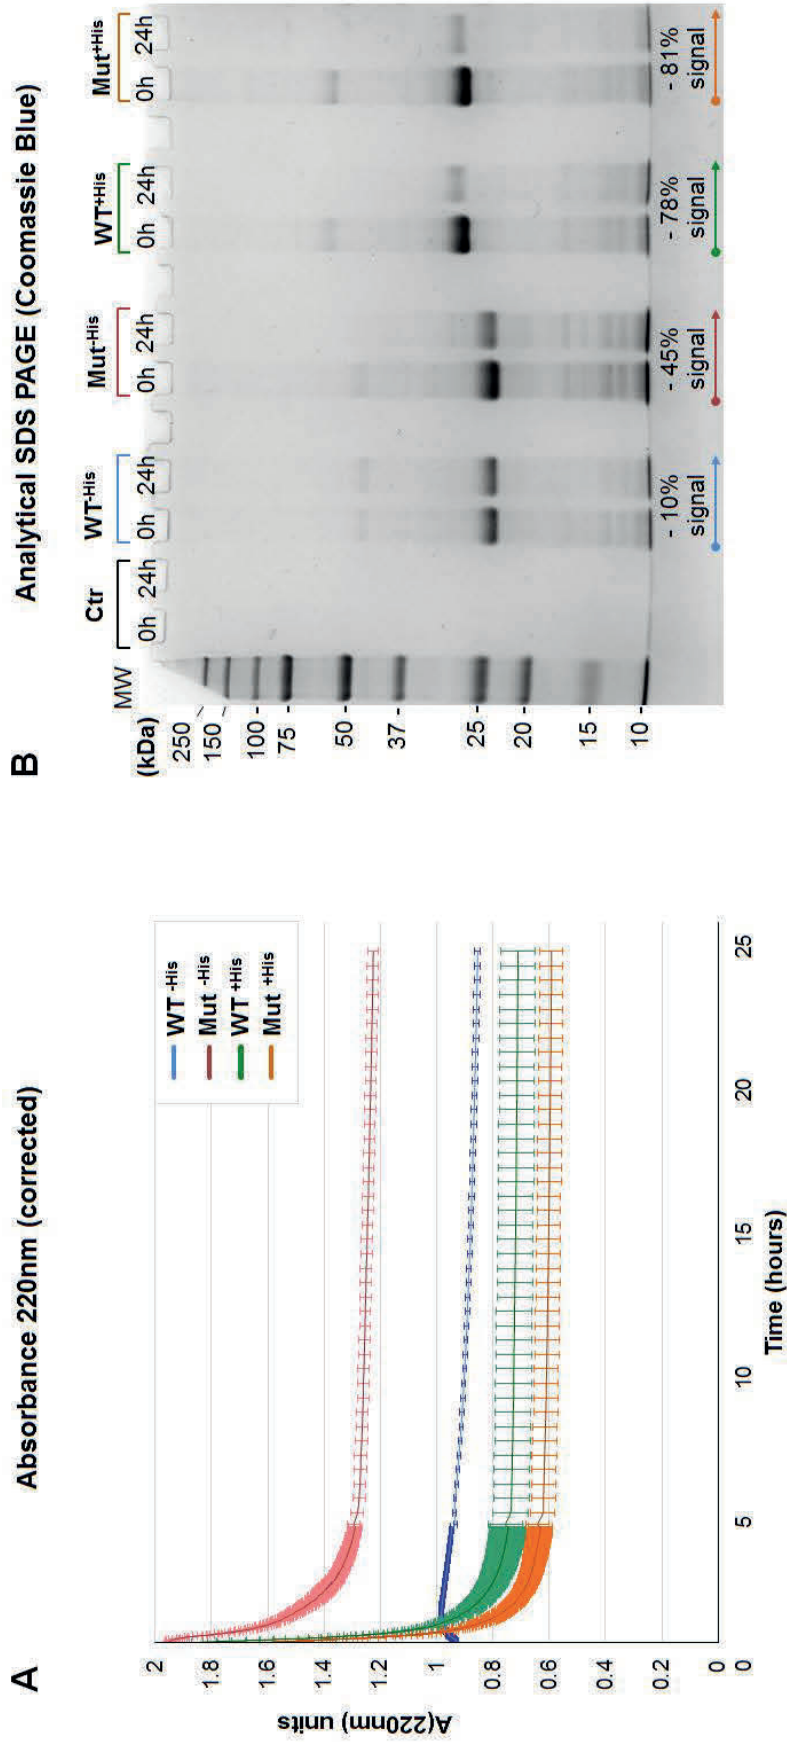 A
Absorbance 220nm (corrected)
A(220nm) units
2
1.8
1.6
1.4
1.2
1
0.8
0.6
0.4
0.2
0
0
5
10
15
20
25
Time (hours)
WT -His
Mut -His
WT +His
Mut +His
B
Analytical SDS PAGE (Coomassie Blue)
Ctr WT-His Mut-His WT+His Mut+His
(kDa) MW 0h 24h 0h 24h 0h 24h 0h 24h 0h 24h
250
150
100 -
75 -
50 -
37 -
25 -
20 -
15 -
10 -
- 10% - 45% - 78% - 81%
signal signal signal signal